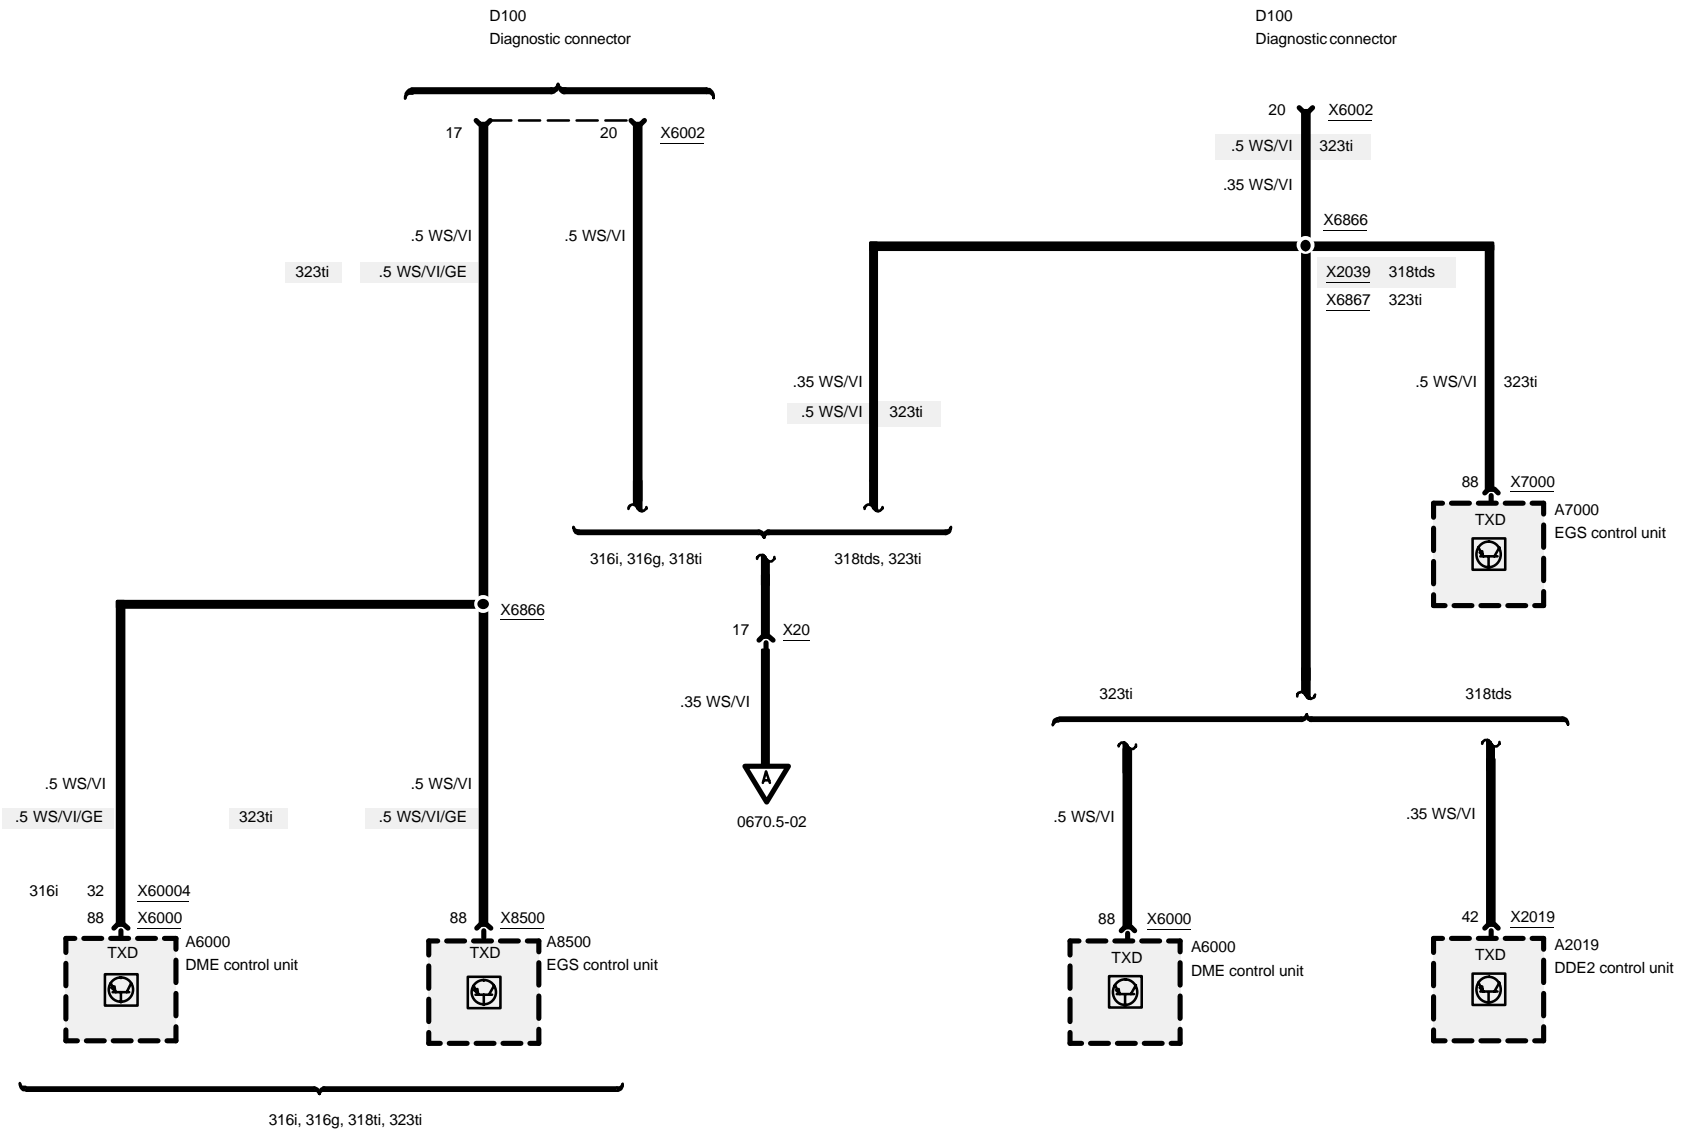 D100
Diagnostic connector
D100
Diagnostic connector
17
20
X6002
20
X6002
.5 WS/VI
323ti
.35 WS/VI
X6866
.5 WS/VI
.5 WS/VI
323ti
.5 WS/VI/GE
X2039
318tds
X6867
323ti
.35 WS/VI
.5 WS/VI
323ti
.5 WS/VI
323ti
88
X7000
TXD
A7000
EGS control unit
316i, 316g, 318ti
318tds, 323ti
X6866
17
X20
.35 WS/VI
A
0670.5-02
323ti
318tds
.5 WS/VI
.5 WS/VI/GE
323ti
.5 WS/VI
.5 WS/VI/GE
.5 WS/VI
.35 WS/VI
316i
32
X60004
88
X6000
TXD
A6000
DME control unit
88
X8500
TXD
A8500
EGS control unit
88
X6000
TXD
A6000
DME control unit
42
X2019
TXD
A2019
DDE2 control unit
316i, 316g, 318ti, 323ti